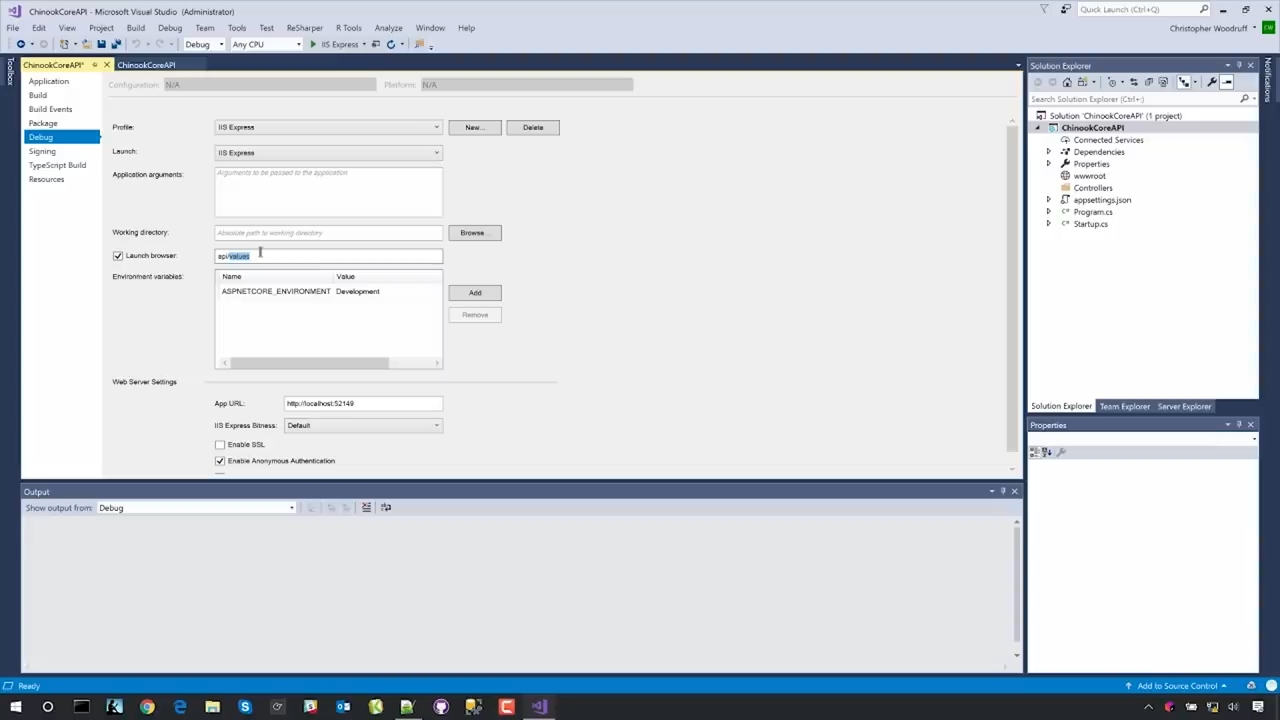 ChinookCoreAPI - Microsoft Visual Studio (Administrator)
Quick Launch (Ctrl+Q)
File Edit View Project Build Debug Team Tools Test R Tools ReSharper Analyze Window Help
Christopher Woodruff
CW
Debug Any CPU IIS Express
Toolbox
ChinookCoreAPI*
ChinookCoreAPI
Application
Build
Build Events
Package
Debug
Signing
TypeScript Build
Resources
Configuration: N/A
Platform: N/A
Profile: IIS Express New... Delete
Launch: IIS Express
Application arguments: Arguments to be passed to the application
Working directory: Absolute path to working directory Browse...
Launch browser: api/values
Environment variables: Name Value
ASPNETCORE_ENVIRONMENT Development
Add
Remove
Web Server Settings
App URL: http://localhost:52149
IIS Express Bitness: Default
Enable SSL
Enable Anonymous Authentication
Output
Show output from: Debug
Solution Explorer
Search Solution Explorer (Ctrl+;)
Solution 'ChinookCoreAPI' (1 project)
ChinookCoreAPI
Connected Services
Dependencies
Properties
wwwroot
Controllers
appsettings.json
Program.cs
Startup.cs
Solution Explorer Team Explorer Server Explorer
Properties
Notifications
Ready
Add to Source Control